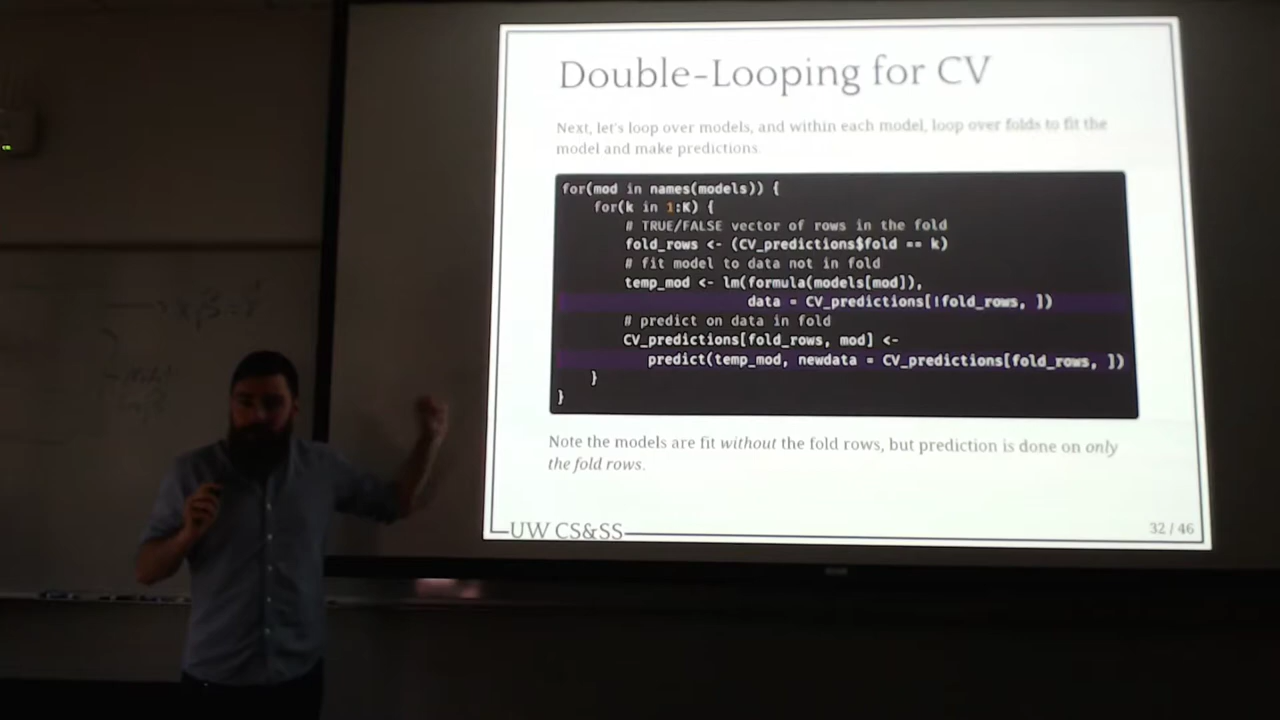 Double-Looping for CV
Next, let's loop over models, and within each model, loop over folds to fit the
model and make predictions.
for(mod in names(models)) {
for(k in 1:K) {
# TRUE/FALSE vector of rows in the fold
fold_rows <- (CV_predictions$fold == k)
# fit model to data not in fold
temp_mod <- lm(formula(models[mod]),
data = CV_predictions[!fold_rows, ])
# predict on data in fold
CV_predictions[fold_rows, mod] <-
predict(temp_mod, newdata = CV_predictions[fold_rows, ])
}
}
Note the models are fit without the fold rows, but prediction is done on only
the fold rows.
UW CS&SS
32 / 46